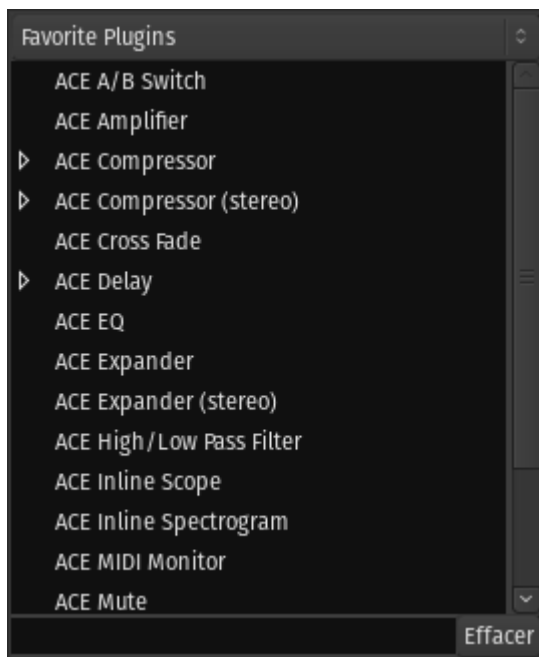 Favorite Plugins
ACE A/B Switch
ACE Amplifier
ACE Compressor
ACE Compressor (stereo)
ACE Cross Fade
ACE Delay
ACE EQ
ACE Expander
ACE Expander (stereo)
ACE High/Low Pass Filter
ACE Inline Scope
ACE Inline Spectrogram
ACE MIDI Monitor
ACE Mute
Effacer